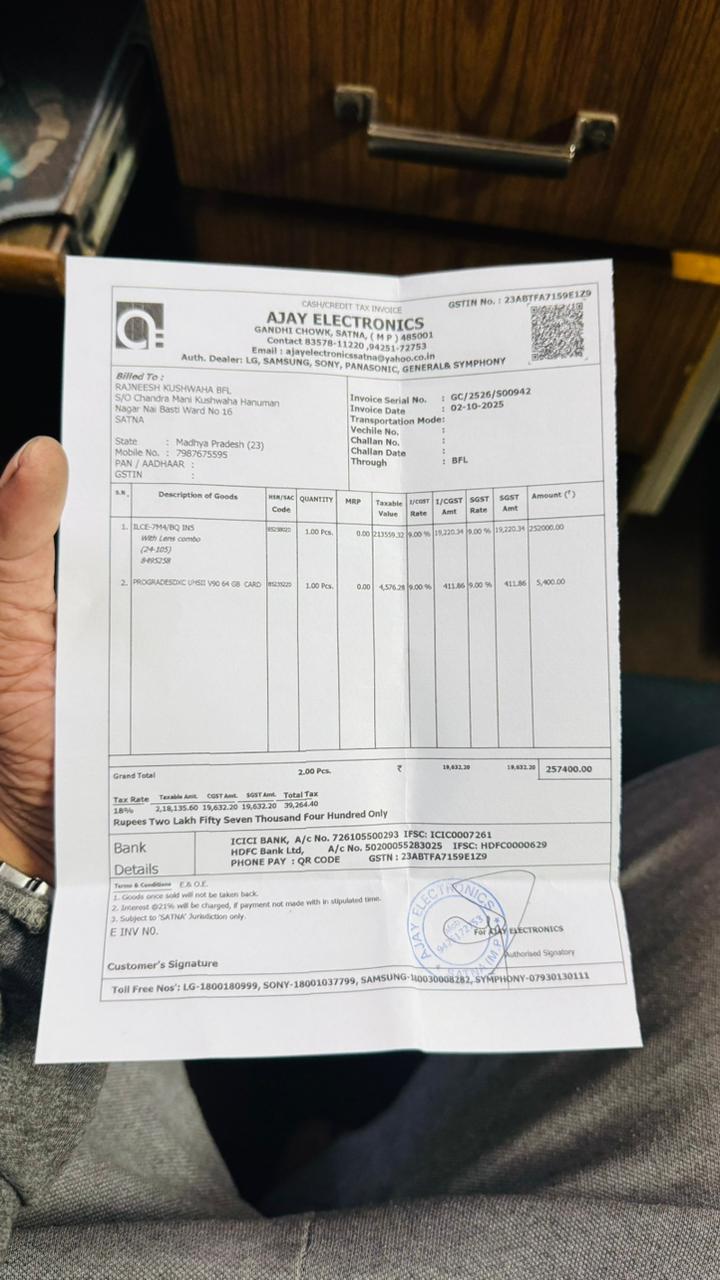 CASH/CREDIT TAX INVOICE
GSTIN No. : 23ABTFA7159E1Z9
AJAY ELECTRONICS
GANDHI CHOWK, SATNA, ( M P ) 485001
Contact 83578-11220 ,94251-72753
Email : ajayelectronicssatna@yahoo.co.in
Auth. Dealer: LG, SAMSUNG, SONY, PANASONIC, GENERAL& SYMPHONY
Billed To :
RAJNEESH KUSHWAHA BFL
S/O Chandra Mani Kushwaha Hanuman
Nagar Nai Basti Ward No 16
SATNA
State : Madhya Pradesh (23)
Mobile No. : 7987675595
PAN / AADHAAR :
GSTIN :
Invoice Serial No. : GC/2526/S00942
Invoice Date : 02-10-2025
Transportation Mode:
Vechile No. :
Challan No. :
Challan Date :
Through : BFL
S.N. Description of Goods HSN/SAC Code QUANTITY MRP Taxable Value I/CGST Rate I/CGST Amt SGST Rate SGST Amt Amount (₹)
1. ILCE-7M4/BQ IN5 1.00 Pcs. 0.00 213559.32 9.00 % 19,220.34 9.00 % 19,220.34 252000.00
With Lens combo
(24-105)
8495258
2. PROGRADESDXC UHSII V90 64 GB CARD 1.00 Pcs. 0.00 4,576.28 9.00 % 411.86 9.00 % 411.86 5,400.00
Grand Total 2.00 Pcs. ₹ 19,632.20 19,632.20 257400.00
Tax Rate Taxable Amt. CGST Amt. SGST Amt. Total Tax
18% 2,18,135.60 19,632.20 19,632.20 39,264.40
Rupees Two Lakh Fifty Seven Thousand Four Hundred Only
Bank Details
ICICI BANK, A/c No. 726105500293 IFSC: ICIC0007261
HDFC Bank Ltd, A/c No. 50200055283025 IFSC: HDFC0000629
PHONE PAY : QR CODE GSTN : 23ABTFA7159E1Z9
Terms & Conditions E.& O.E.
1. Goods once sold will not be taken back.
2. Interest @21% will be charged, if payment not made with in stipulated time.
3. Subject to 'SATNA' Jurisdiction only.
E INV NO.
AJAY ELECTRONICS
SATNA (M.P.)
For AJAY ELECTRONICS
Authorised Signatory
Customer's Signature
Toll Free Nos': LG-1800180999, SONY-18001037799, SAMSUNG-180030008282, SYMPHONY-07930130111